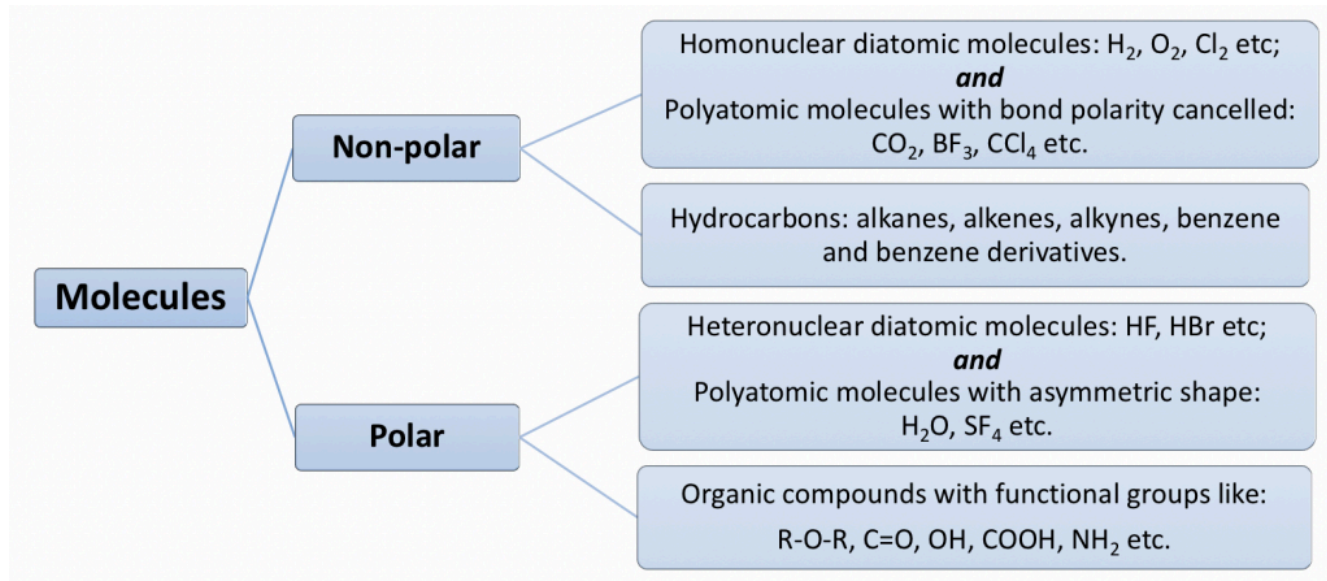 Molecules
Non-polar
Homonuclear diatomic molecules: H₂, O₂, Cl₂ etc;
and
Polyatomic molecules with bond polarity cancelled:
CO₂, BF₃, CCl₄ etc.
Hydrocarbons: alkanes, alkenes, alkynes, benzene
and benzene derivatives.
Polar
Heteronuclear diatomic molecules: HF, HBr etc;
and
Polyatomic molecules with asymmetric shape:
H₂O, SF₄ etc.
Organic compounds with functional groups like:
R-O-R, C=O, OH, COOH, NH₂ etc.